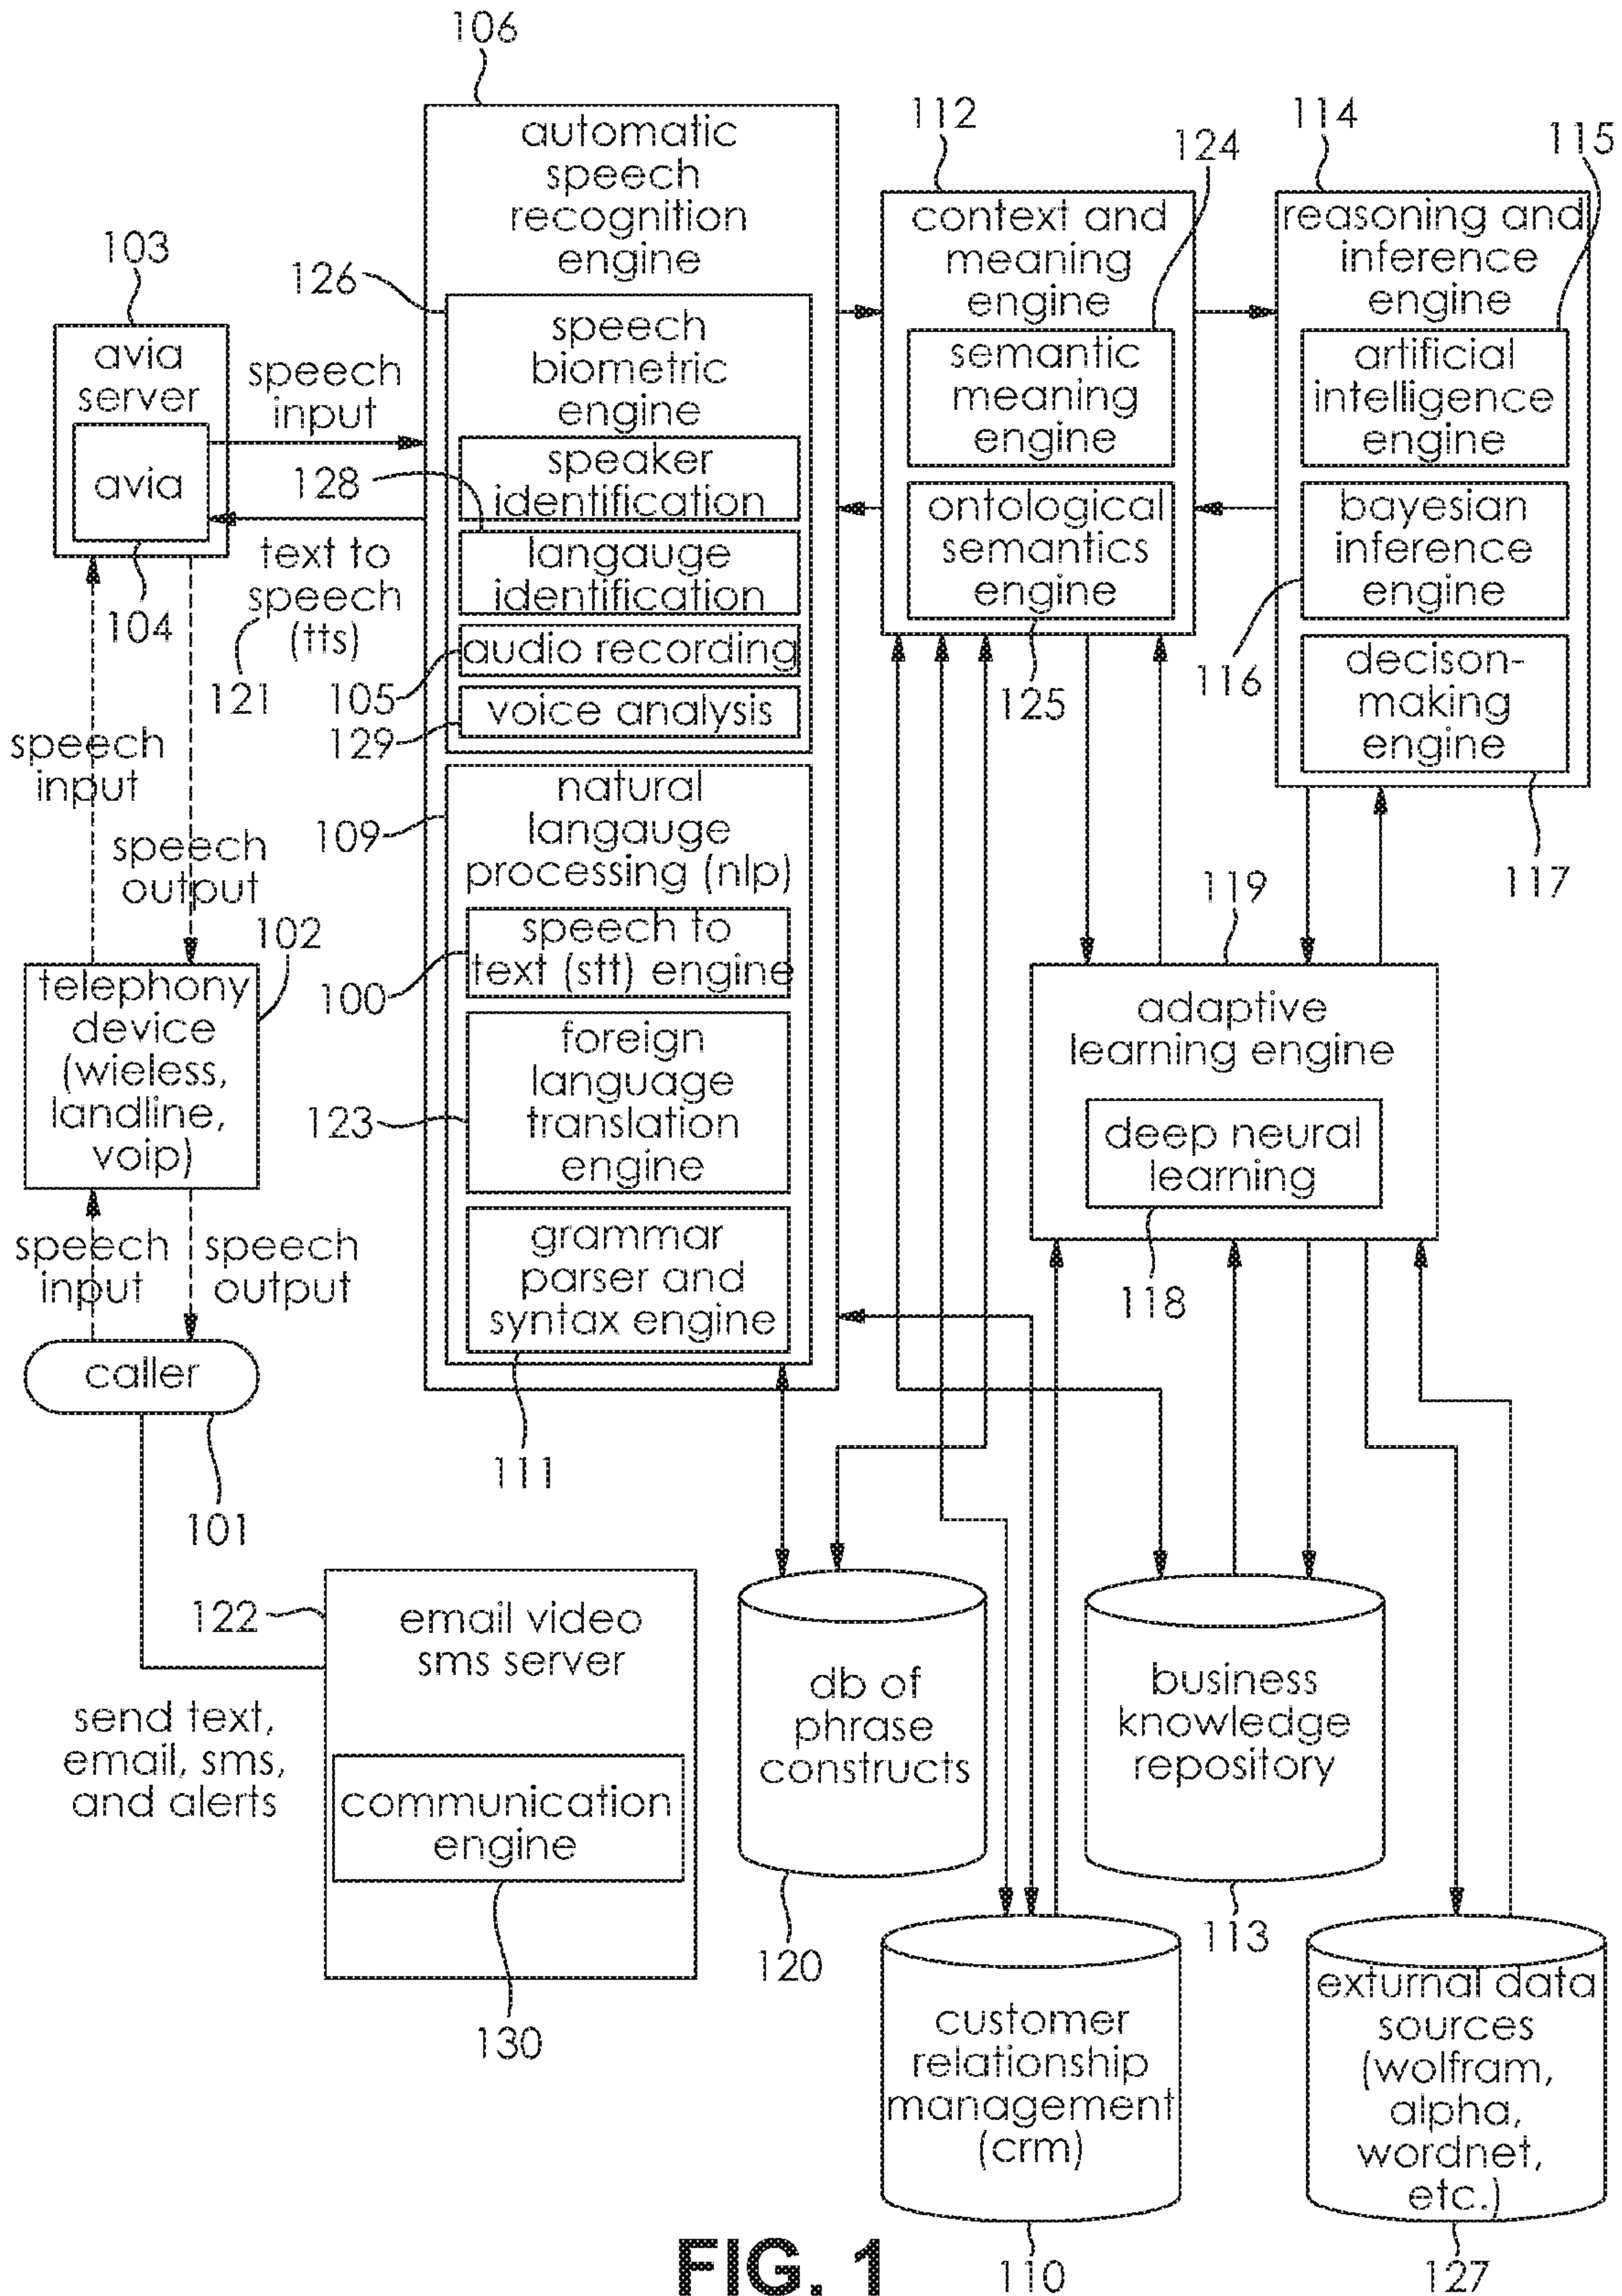 106
automatic
speech
recognition
engine
126
speech
biometric
engine
speaker
identification
128
langauge
identification
audio recording
105
voice analysis
129
natural
langauge
processing (nlp)
109
speech to
text (stt) engine
100
foreign
language
translation
engine
123
grammar
parser and
syntax engine
111
103
avia
server
avia
104
speech
input
text to
speech
(tts)
121
speech
input
speech
output
102
telephony
device
(wieless,
landline,
voip)
speech
input
speech
output
caller
101
122
email video
sms server
send text,
email, sms,
and alerts
communication
engine
130
112
124
context and
meaning
engine
semantic
meaning
engine
ontological
semantics
engine
125
114
115
reasoning and
inference
engine
artificial
intelligence
engine
bayesian
inference
engine
116
decison-
making
engine
117
119
adaptive
learning engine
deep neural
learning
118
db of
phrase
constructs
120
business
knowledge
repository
113
customer
relationship
management
(crm)
110
exturnal data
sources
(wolfram,
alpha,
wordnet,
etc.)
127
FIG. 1